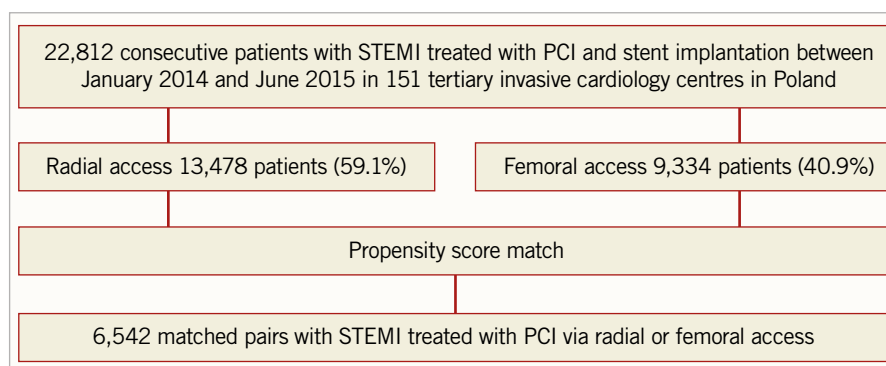 22,812 consecutive patients with STEMI treated with PCI and stent implantation between
January 2014 and June 2015 in 151 tertiary invasive cardiology centres in Poland
Radial access 13,478 patients (59.1%)
Femoral access 9,334 patients (40.9%)
Propensity score match
6,542 matched pairs with STEMI treated with PCI via radial or femoral access